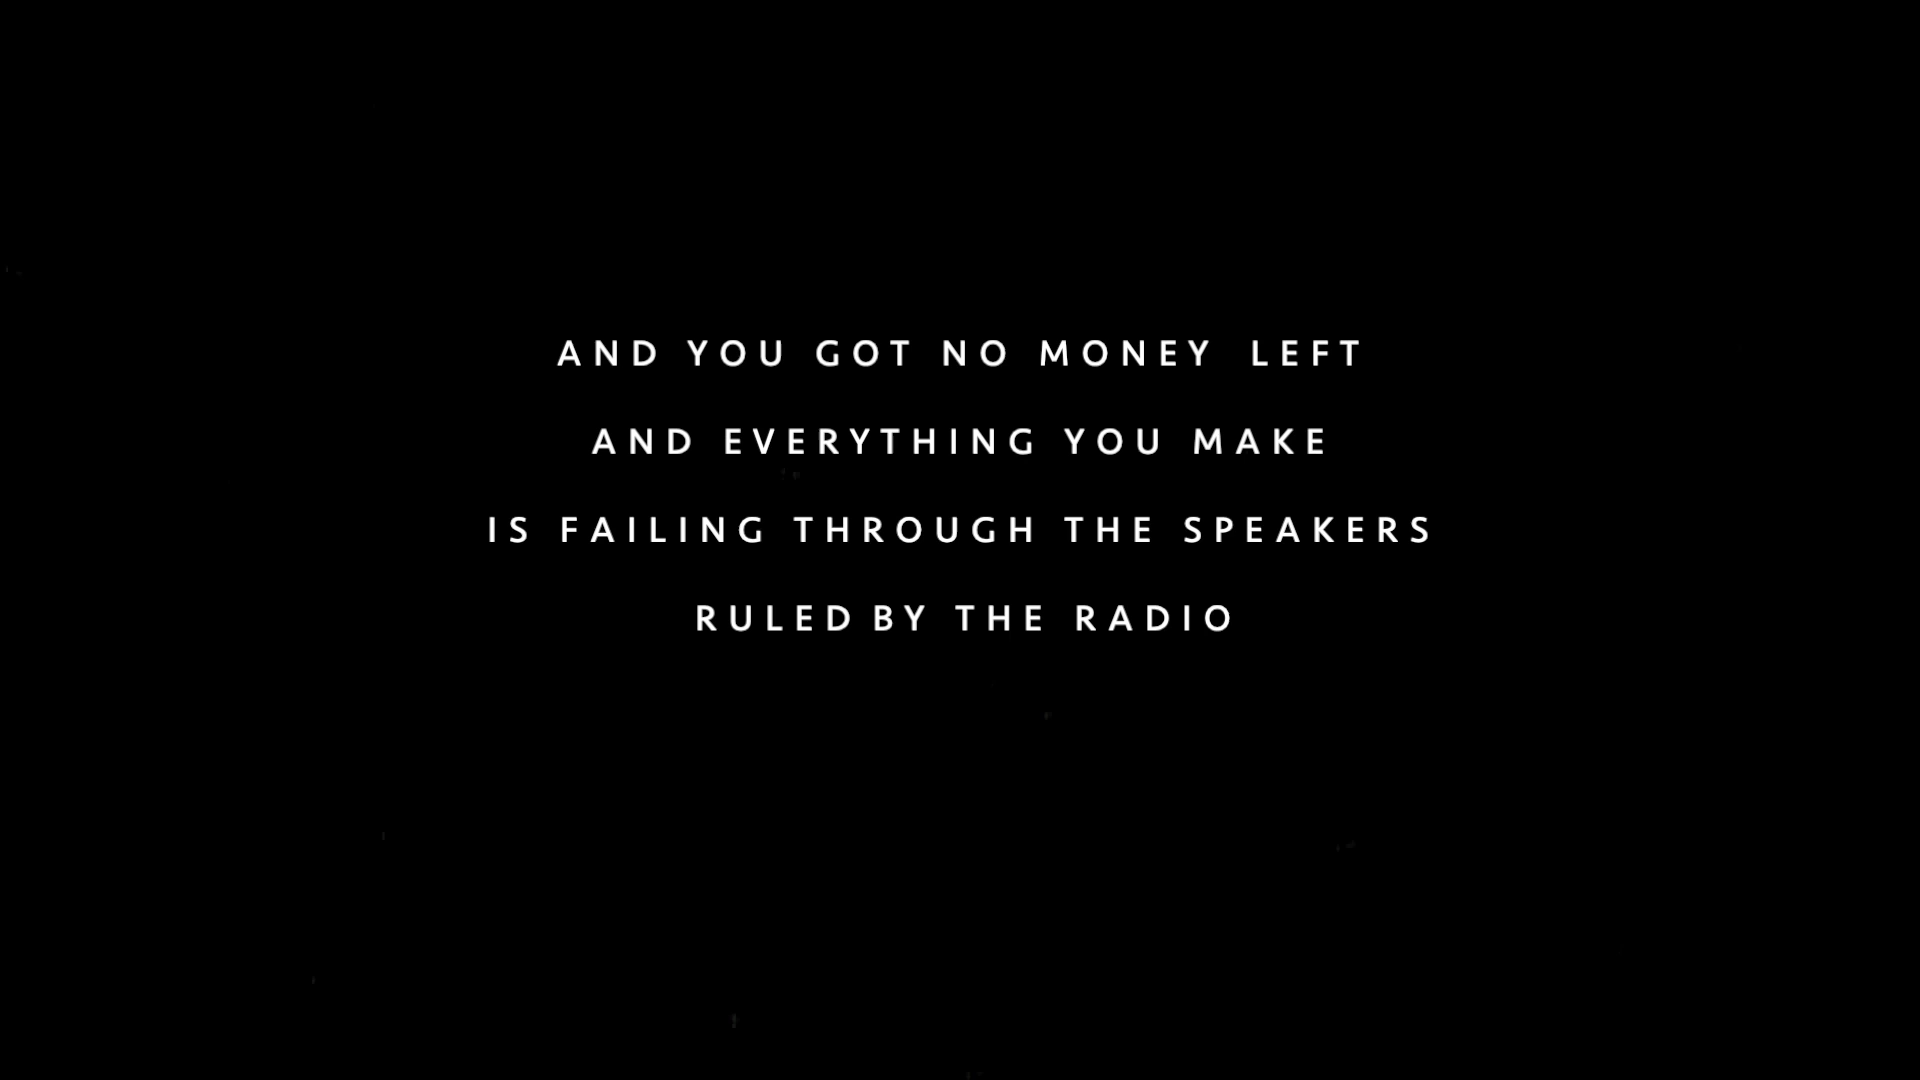 AND YOU GOT NO MONEY LEFT
AND EVERYTHING YOU MAKE
IS FAILING THROUGH THE SPEAKERS
RULED BY THE RADIO